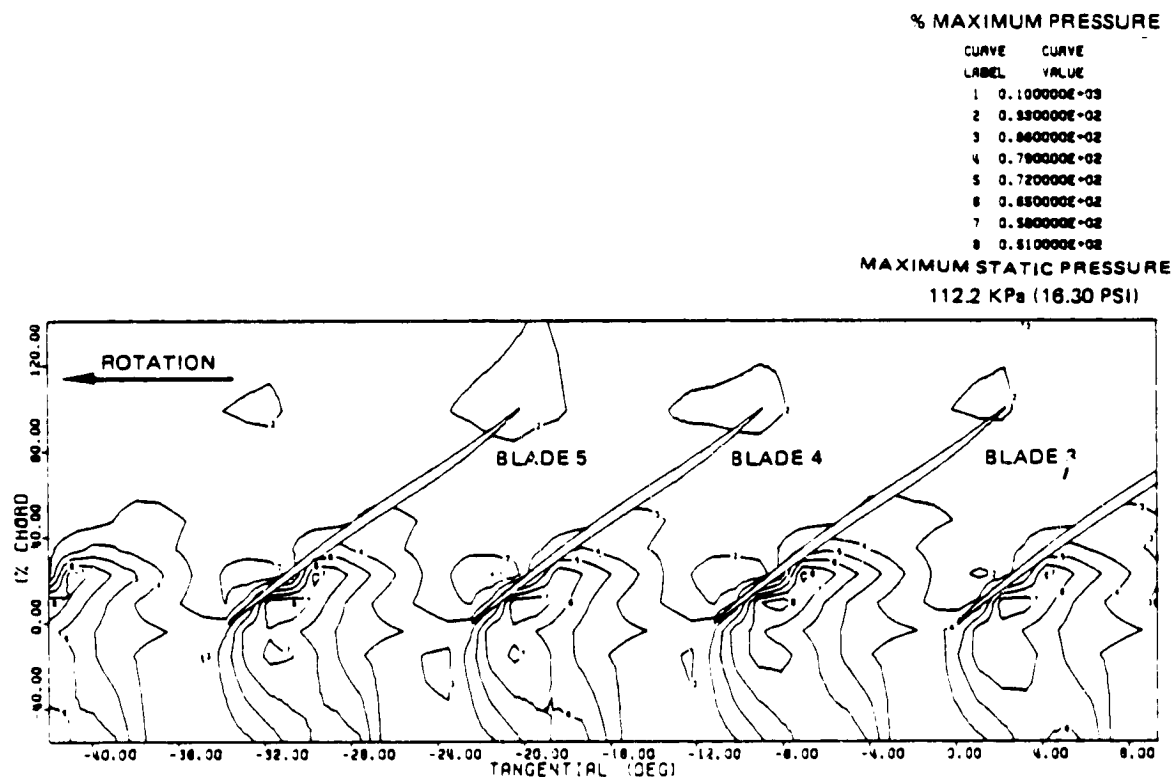 % MAXIMUM PRESSURE
CURVE CURVE
LABEL VALUE
1 0.100000E+03
2 0.930000E+02
3 0.860000E+02
4 0.790000E+02
5 0.720000E+02
6 0.650000E+02
7 0.580000E+02
8 0.510000E+02
MAXIMUM STATIC PRESSURE
112.2 KPa (16.30 PSI)
ROTATION
BLADE 5
BLADE 4
BLADE 3
(% CHORD
120.00
80.00
40.00
0.00
-40.00
-40.00 -32.00 -24.00 -20.00 -16.00 -12.00 -8.00 -4.00 0.00 4.00 8.00
TANGENTIAL (DEG)